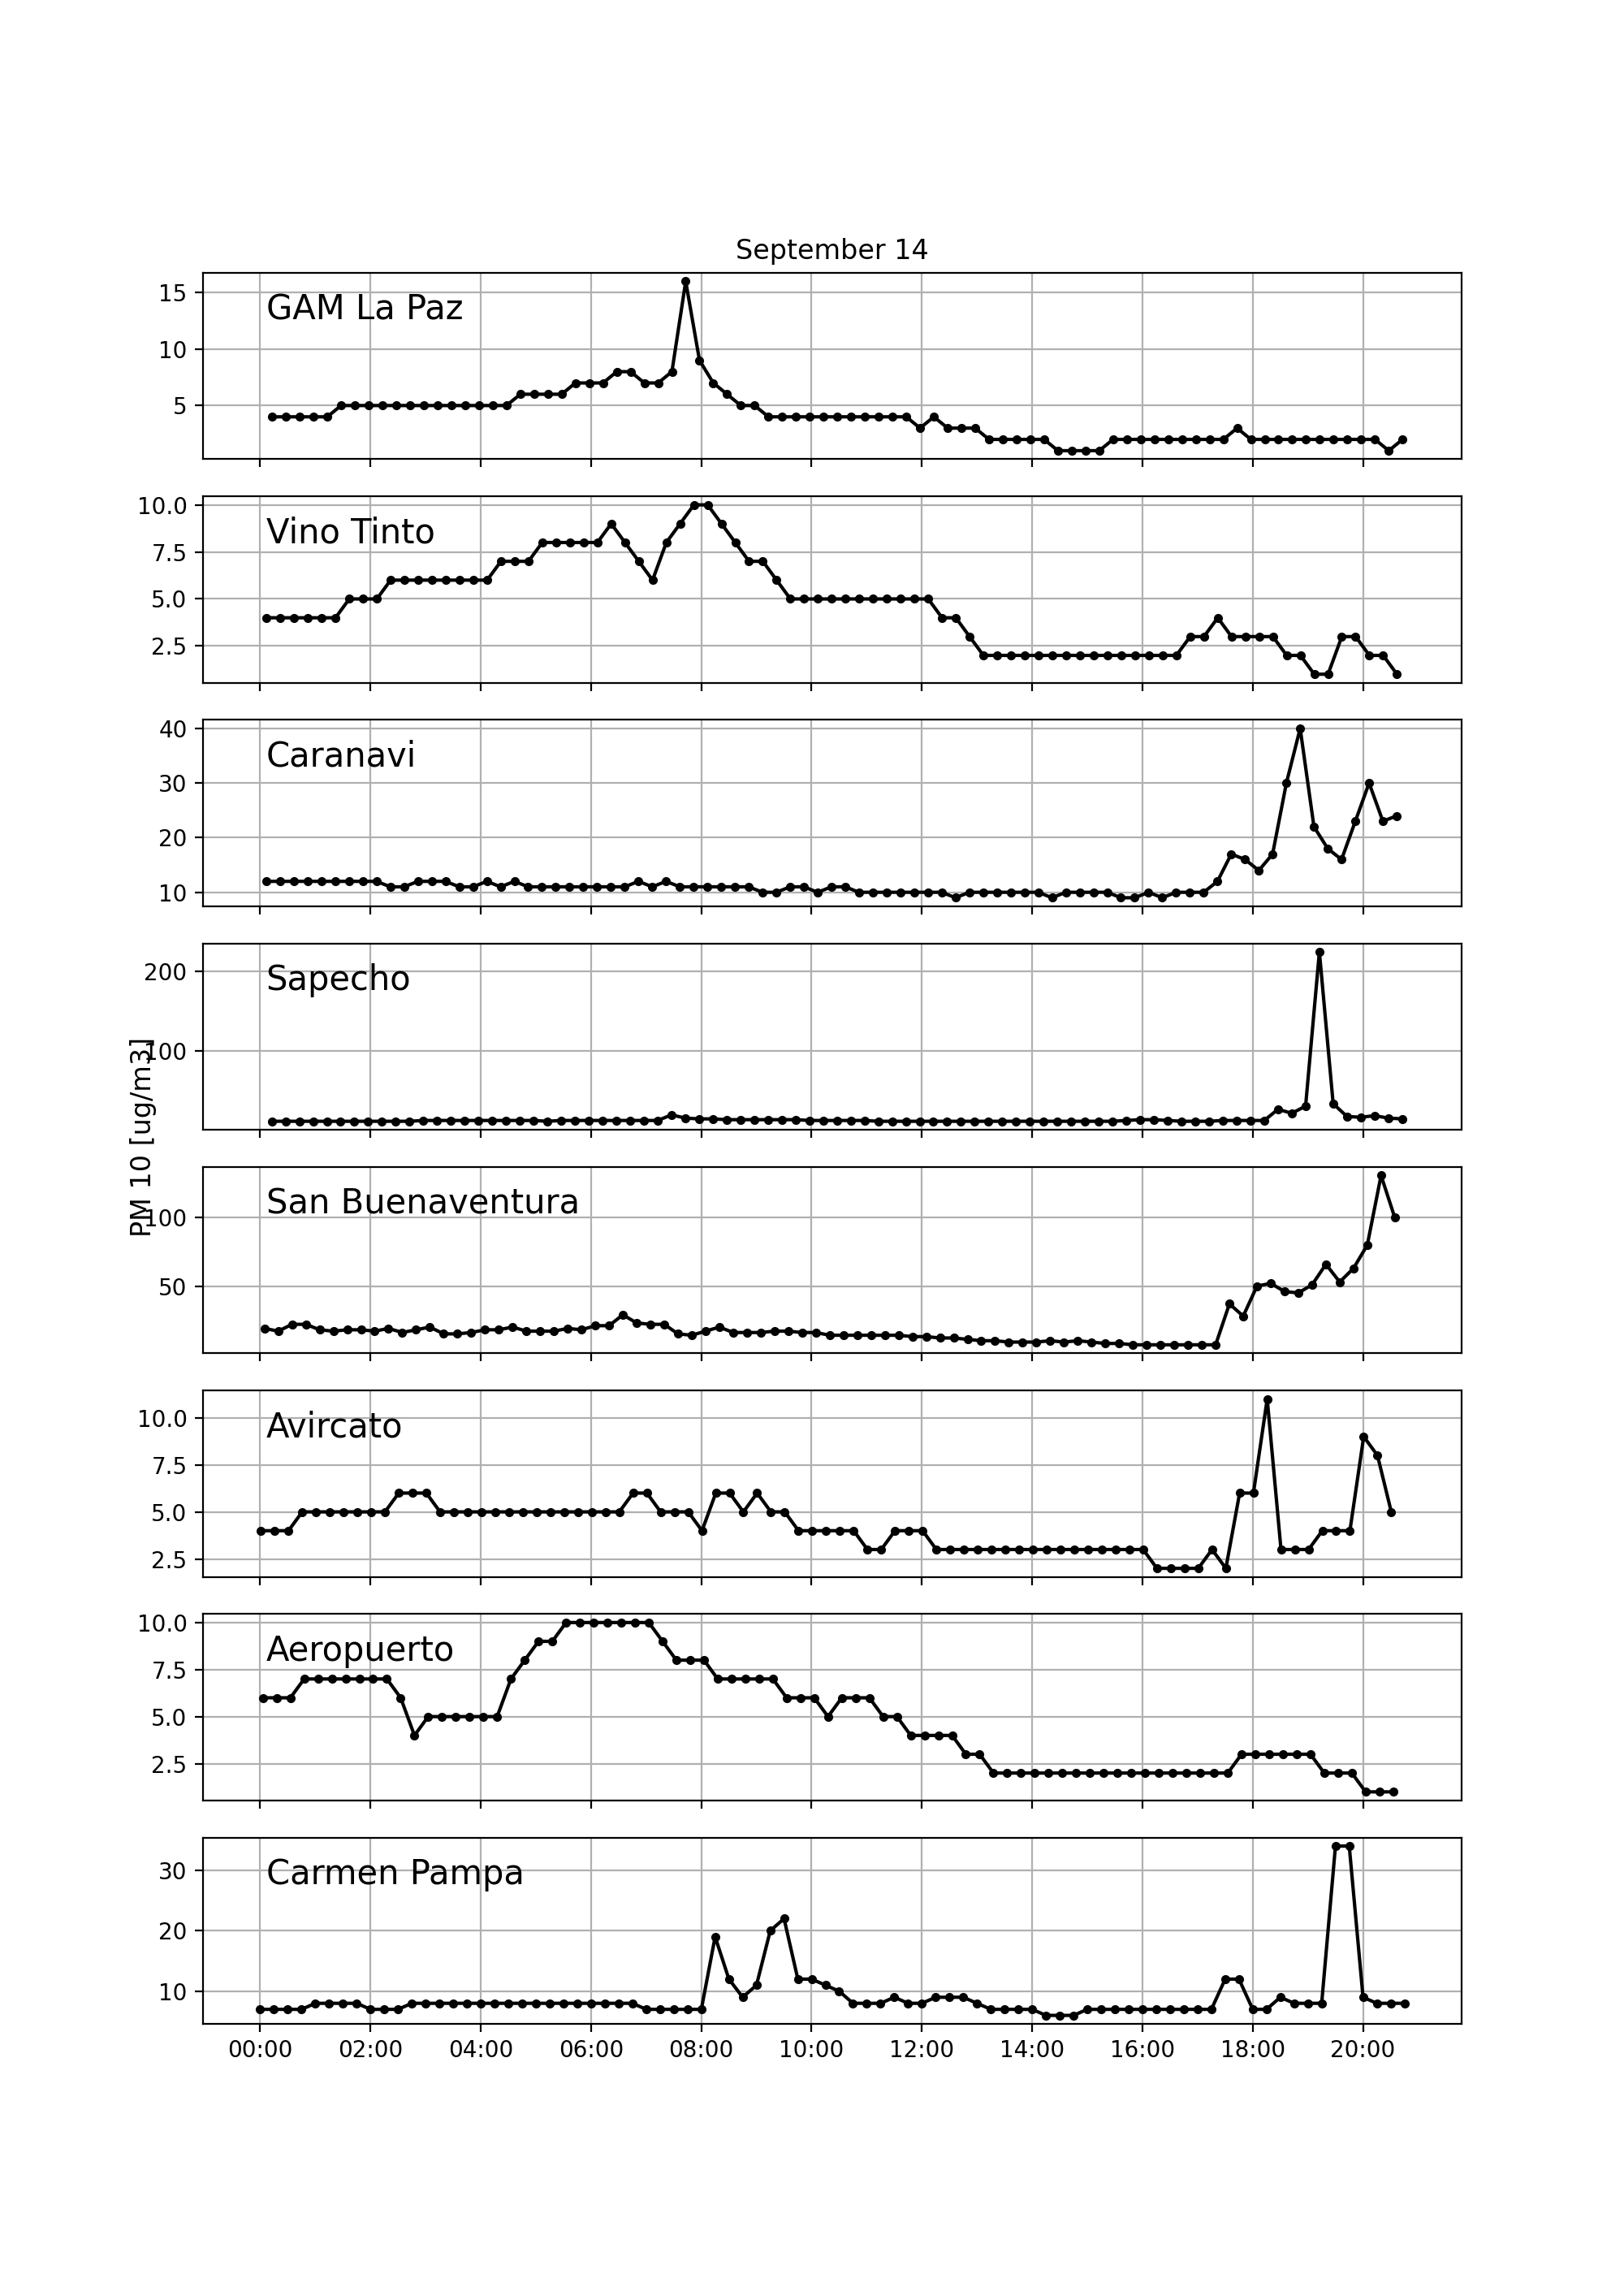 September 14
PM 10 [ug/m3]
GAM La Paz
15
10
5
Vino Tinto
10.0
7.5
5.0
2.5
Caranavi
40
30
20
10
Sapecho
200
100
San Buenaventura
100
50
Avircato
10.0
7.5
5.0
2.5
Aeropuerto
10.0
7.5
5.0
2.5
Carmen Pampa
30
20
10
00:00 02:00 04:00 06:00 08:00 10:00 12:00 14:00 16:00 18:00 20:00